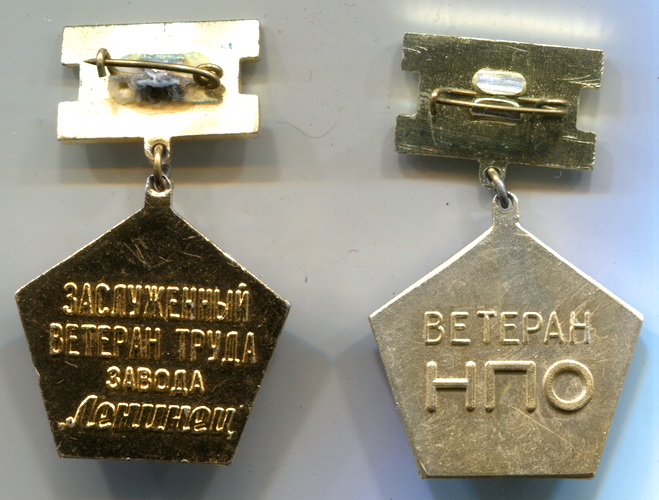 ЗАСЛУЖЕННЫЙ
ВЕТЕРАН ТРУДА
ЗАВОДА
„Ленинец"
ВЕТЕРАН
НПО